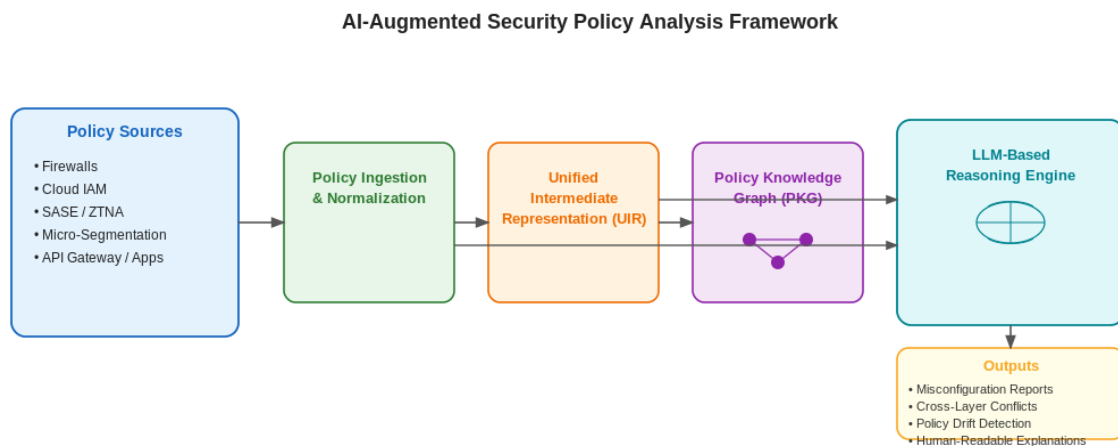 AI-Augmented Security Policy Analysis Framework
Policy Sources
• Firewalls
• Cloud IAM
• SASE / ZTNA
• Micro-Segmentation
• API Gateway / Apps
Policy Ingestion
& Normalization
Unified
Intermediate
Representation (UIR)
Policy Knowledge
Graph (PKG)
LLM-Based
Reasoning Engine
Outputs
• Misconfiguration Reports
• Cross-Layer Conflicts
• Policy Drift Detection
• Human-Readable Explanations